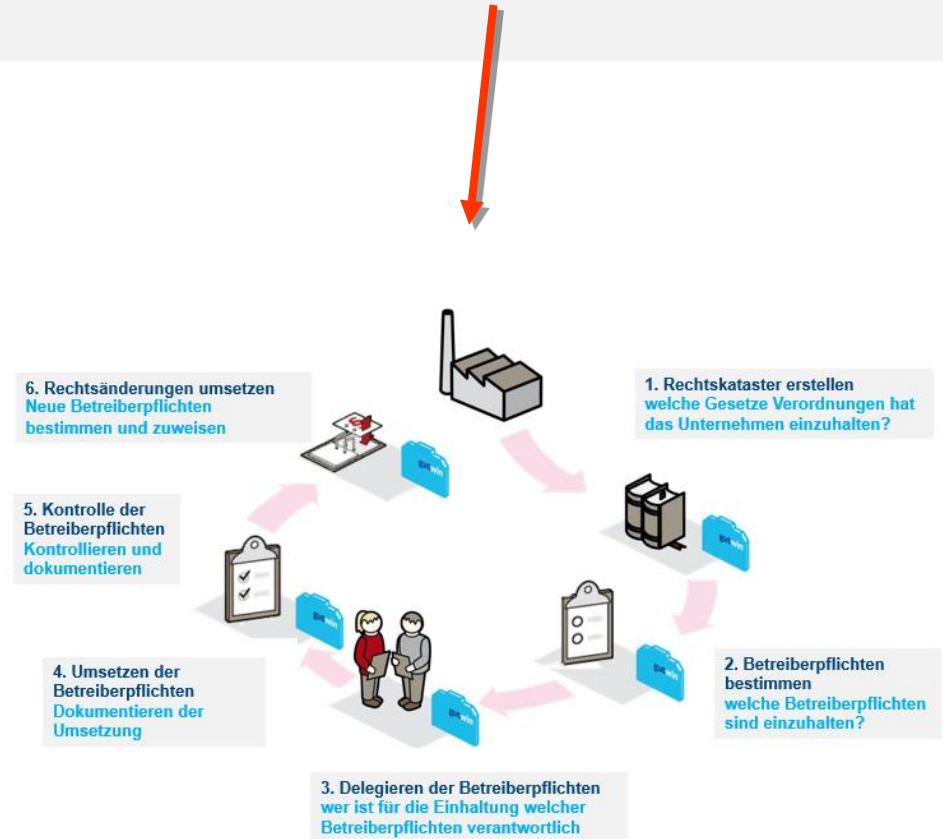 6. Rechtsänderungen umsetzen
Neue Betreiberpflichten
bestimmen und zuweisen
1. Rechtskataster erstellen
welche Gesetze Verordnungen hat
das Unternehmen einzuhalten?
5. Kontrolle der
Betreiberpflichten
Kontrollieren und
dokumentieren
4. Umsetzen der
Betreiberpflichten
Dokumentieren der
Umsetzung
2. Betreiberpflichten
bestimmen
welche Betreiberpflichten
sind einzuhalten?
3. Delegieren der Betreiberpflichten
wer ist für die Einhaltung welcher
Betreiberpflichten verantwortlich